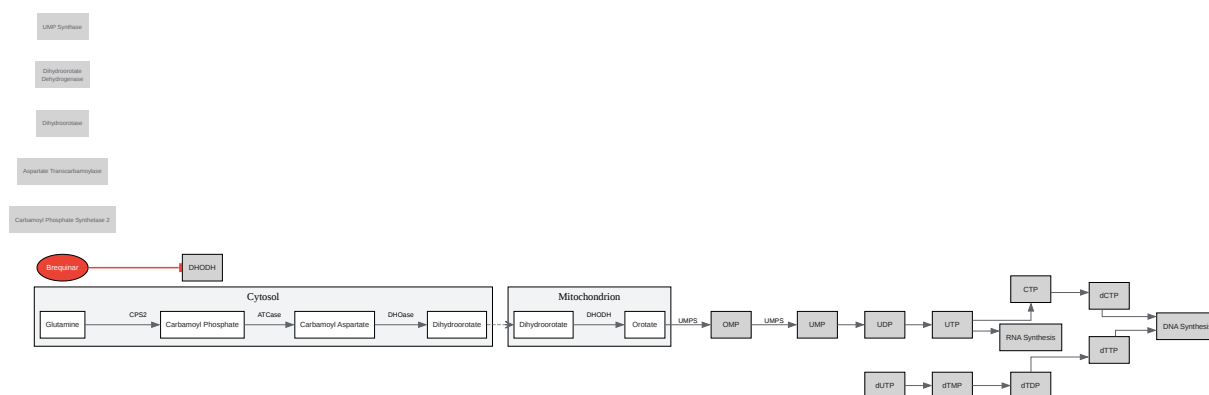 UMP Synthase
Dihydroorotate
Dehydrogenase
Dihydroorotase
Aspartate Transcarbamoylase
Carbamoyl Phosphate Synthetase 2
Brequinar
DHODH
Cytosol
Glutamine
CPS2
Carbamoyl Phosphate
ATCase
Carbamoyl Aspartate
DHOase
Dihydroorotate
Mitochondrion
Dihydroorotate
DHODH
Orotate
UMPS
OMP
UMPS
UMP
UDP
UTP
CTP
dCTP
RNA Synthesis
DNA Synthesis
dTTP
dUTP
dTMP
dTDP